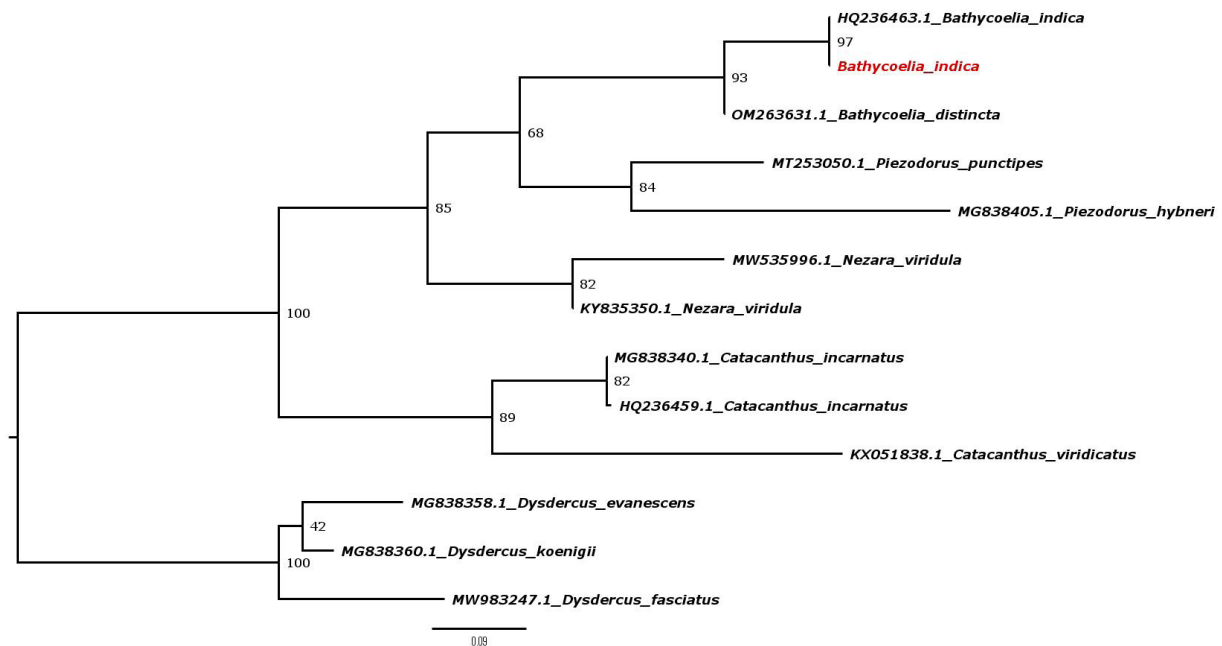 HQ236463.1_Bathycoelia_indica
97
Bathycoelia_indica
93
OM263631.1_Bathycoelia_distincta
68
MT253050.1_Piezodorus_punctipes
84
MG838405.1_Piezodorus_hybneri
85
MW535996.1_Nezara_viridula
82
KY835350.1_Nezara_viridula
100
MG838340.1_Catacanthus_incarnatus
82
HQ236459.1_Catacanthus_incarnatus
89
KX051838.1_Catacanthus_viridicatus
MG838358.1_Dysdercus_evanescens
42
MG838360.1_Dysdercus_koenigii
100
MW983247.1_Dysdercus_fasciatus
0.09